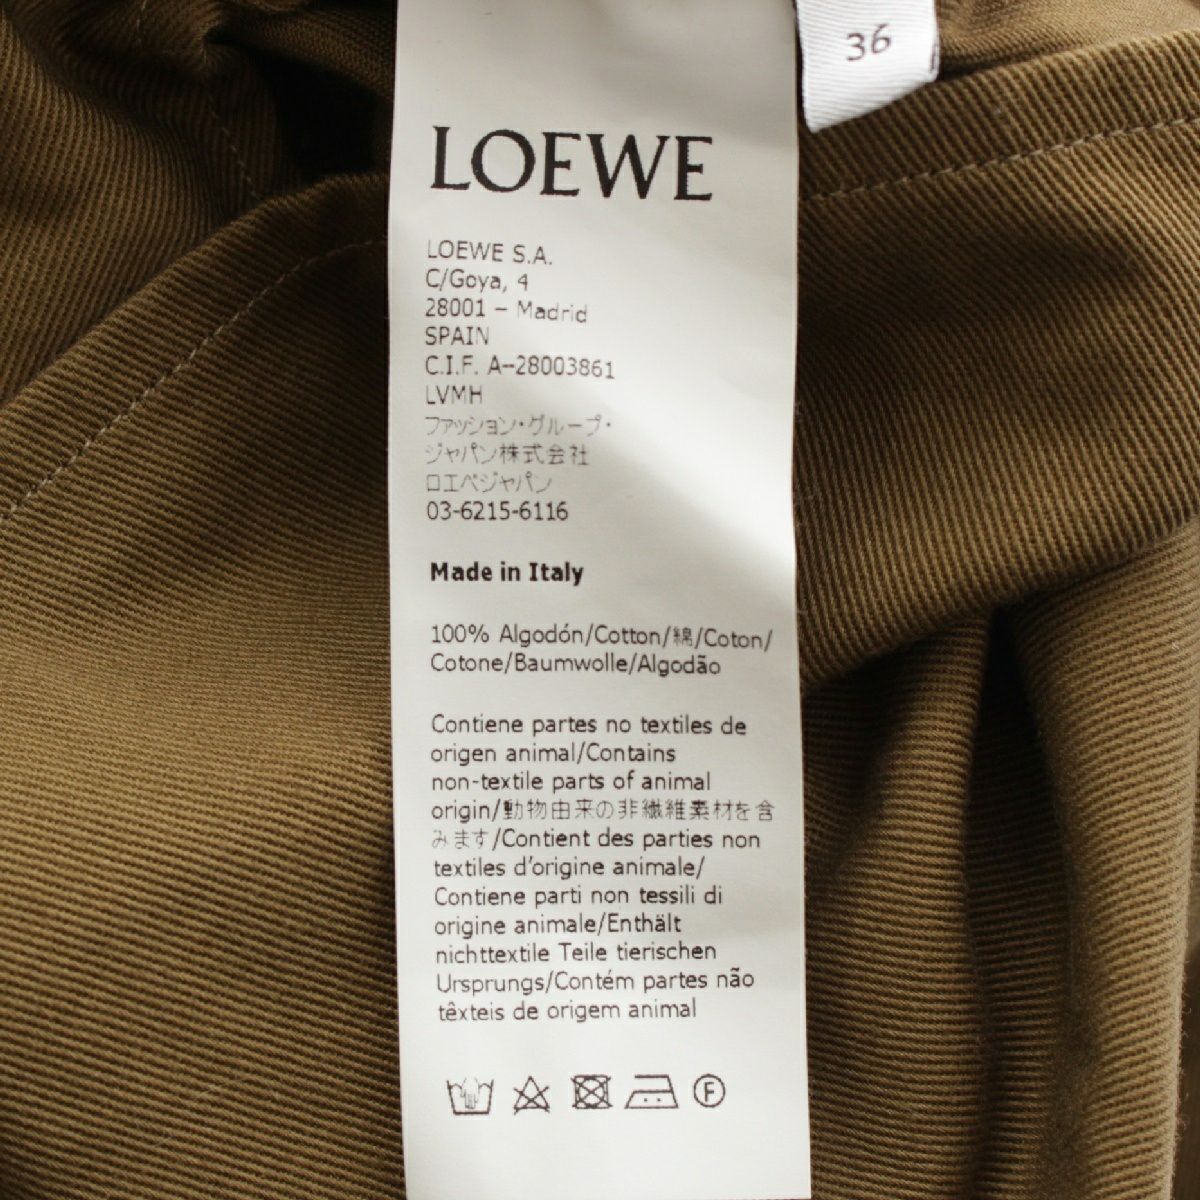 36
LOEWE
LOEWE S.A.
C/Goya, 4
28001 – Madrid
SPAIN
C.I.F. A--28003861
LVMH
ファッション・グループ・
ジャパン株式会社
ロエベジャパン
03-6215-6116
Made in Italy
100% Algodón/Cotton/綿/Coton/
Cotone/Baumwolle/Algodão
Contiene partes no textiles de
origen animal/Contains
non-textile parts of animal
origin/動物由来の非繊維素材を含
みます/Contient des parties non
textiles d’origine animale/
Contiene parti non tessili di
origine animale/Enthält
nichttextile Teile tierischen
Ursprungs/Contém partes não
têxteis de origem animal
F